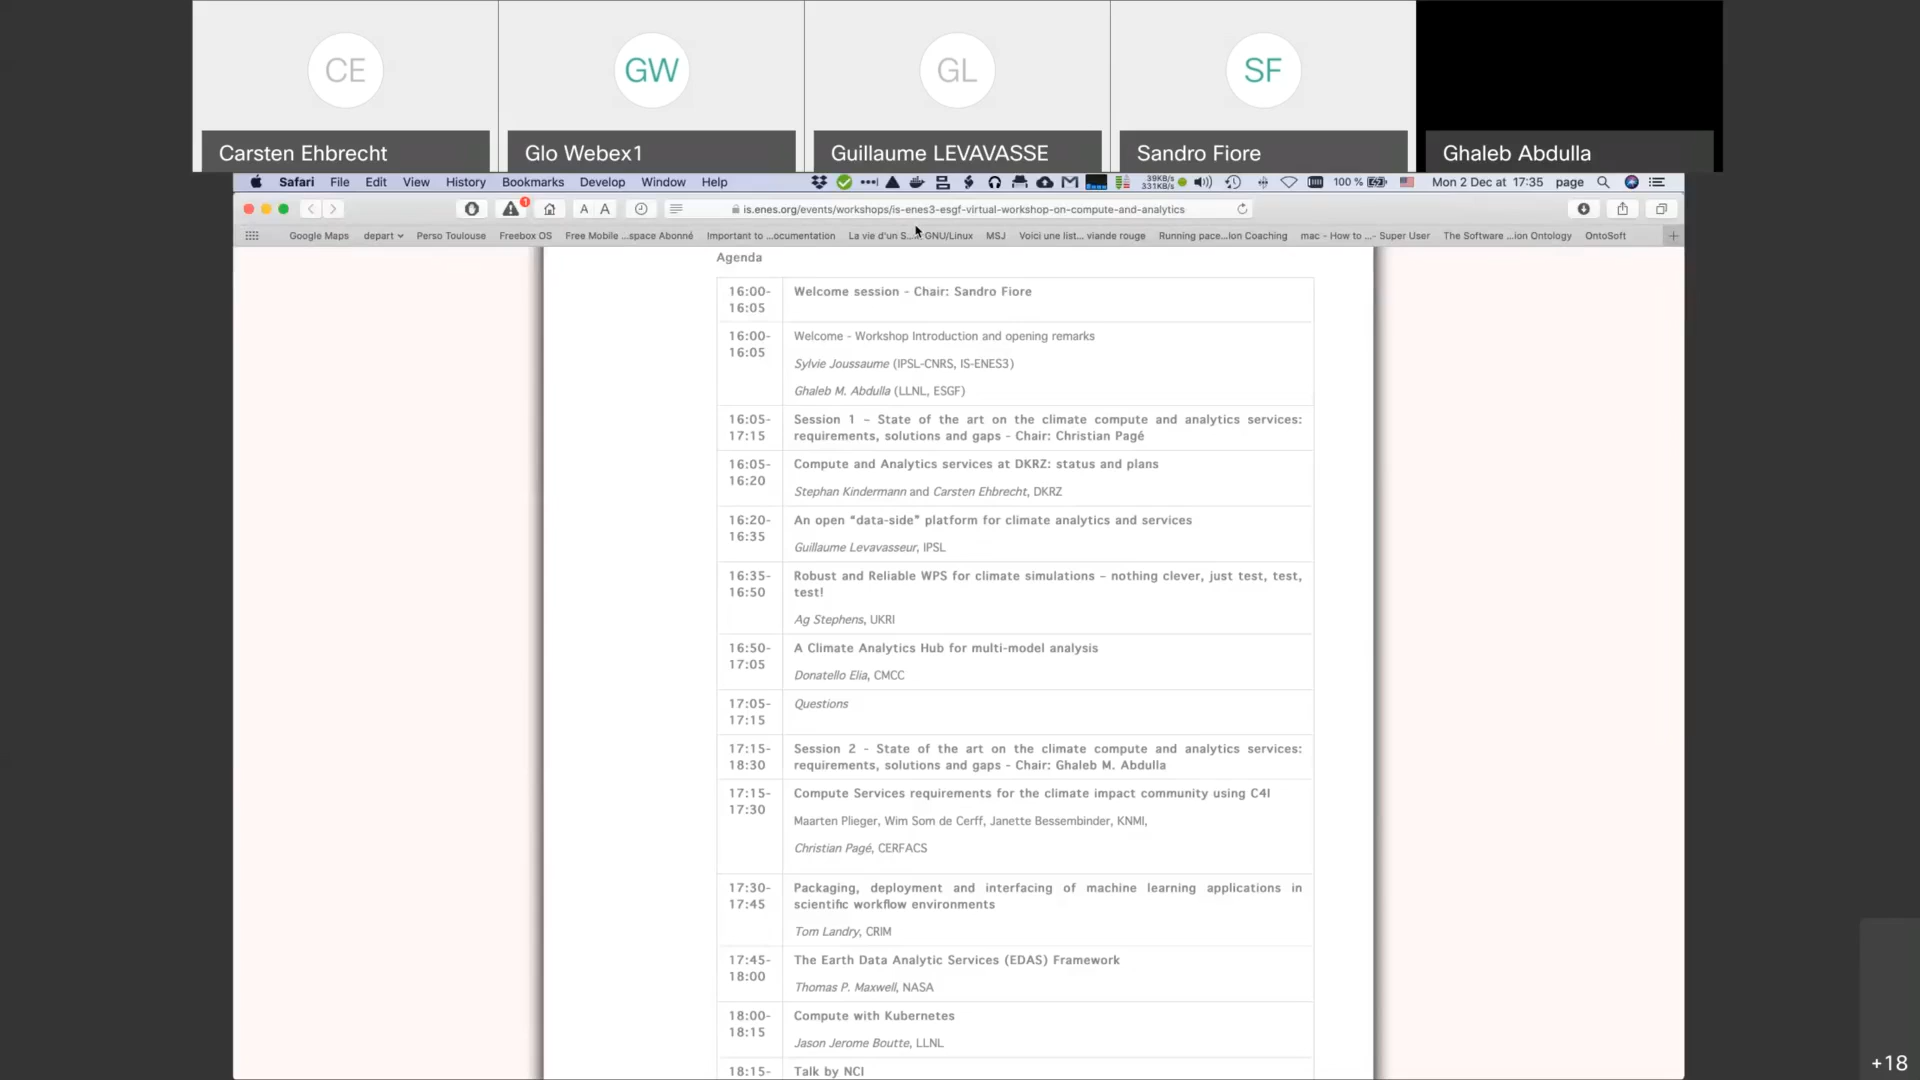 CE
GW
GL
SF
Carsten Ehbrecht
Glo Webex1
Guillaume LEVAVASSE
Sandro Fiore
Ghaleb Abdulla
Safari File Edit View History Bookmarks Develop Window Help
39KB/s
331KB/s
100 %
Mon 2 Dec at 17:35 page
1
A A
is.enes.org/events/workshops/is-enes3-esgf-virtual-workshop-on-compute-and-analytics
Google Maps depart Perso Toulouse Freebox OS Free Mobile ...space Abonné Important to ...ocumentation La vie d'un S... GNU/Linux MSJ Voici une list... viande rouge Running pace...ion Coaching mac - How to ...- Super User The Software ...ion Ontology OntoSoft
Agenda
16:00-
16:05
Welcome session - Chair: Sandro Fiore
16:00-
16:05
Welcome - Workshop Introduction and opening remarks
Sylvie Joussaume (IPSL-CNRS, IS-ENES3)
Ghaleb M. Abdulla (LLNL, ESGF)
16:05-
17:15
Session 1 – State of the art on the climate compute and analytics services:
requirements, solutions and gaps - Chair: Christian Pagé
16:05-
16:20
Compute and Analytics services at DKRZ: status and plans
Stephan Kindermann and Carsten Ehbrecht, DKRZ
16:20-
16:35
An open “data-side” platform for climate analytics and services
Guillaume Levavasseur, IPSL
16:35-
16:50
Robust and Reliable WPS for climate simulations – nothing clever, just test, test,
test!
Ag Stephens, UKRI
16:50-
17:05
A Climate Analytics Hub for multi-model analysis
Donatello Elia, CMCC
17:05-
17:15
Questions
17:15-
18:30
Session 2 - State of the art on the climate compute and analytics services:
requirements, solutions and gaps - Chair: Ghaleb M. Abdulla
17:15-
17:30
Compute Services requirements for the climate impact community using C4I
Maarten Plieger, Wim Som de Cerff, Janette Bessembinder, KNMI,
Christian Pagé, CERFACS
17:30-
17:45
Packaging, deployment and interfacing of machine learning applications in
scientific workflow environments
Tom Landry, CRIM
17:45-
18:00
The Earth Data Analytic Services (EDAS) Framework
Thomas P. Maxwell, NASA
18:00-
18:15
Compute with Kubernetes
Jason Jerome Boutte, LLNL
18:15-
Talk by NCI
+18